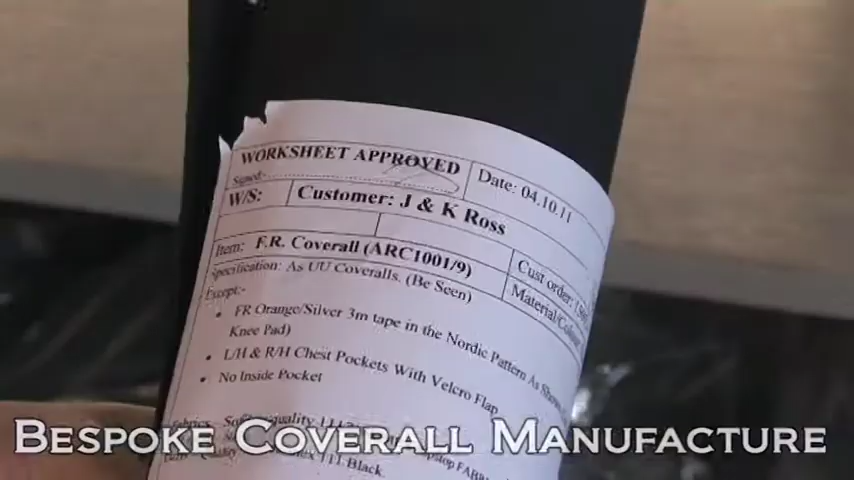 WORKSHEET APPROVED
Signed:-
Date: 04.10.11
W/S:
Customer: J & K Ross
Item: F.R. Coverall (ARC1001/9)
Cust order:
Specification: As U/U Coveralls. (Be Seen)
Material/Colour
Except:-
• FR Orange/Silver 3m tape in the Nordic Pattern As Show
Knee Pad)
• L/H & R/H Chest Pockets With Velcro Flap
• No Inside Pocket
Black
BESPOKE COVERALL MANUFACTURE